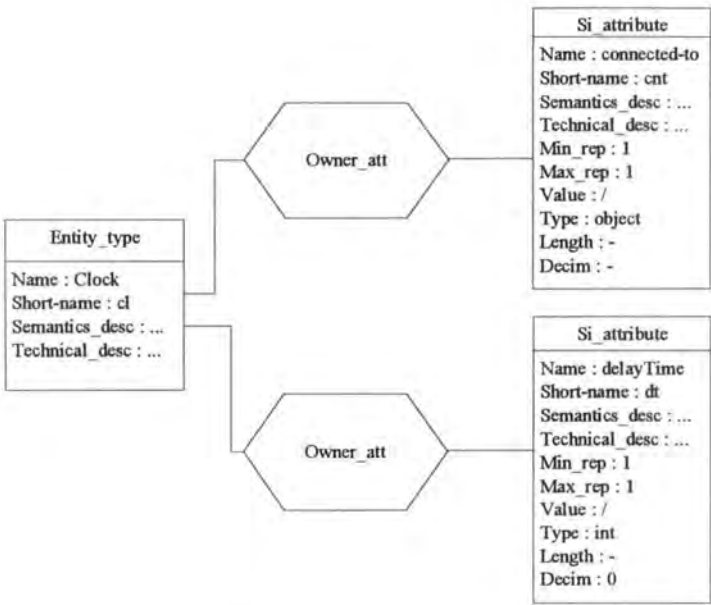 Si_attribute
Name : connected-to
Short-name : cnt
Semantics_desc : ...
Technical_desc : ...
Min_rep : 1
Max_rep : 1
Value : /
Type : object
Length : -
Decim : -
Owner_att
Entity_type
Name : Clock
Short-name : cl
Semantics_desc : ...
Technical_desc : ...
Owner_att
Si_attribute
Name : delayTime
Short-name : dt
Semantics_desc : ...
Technical_desc : ...
Min_rep : 1
Max_rep : 1
Value : /
Type : int
Length : -
Decim : 0